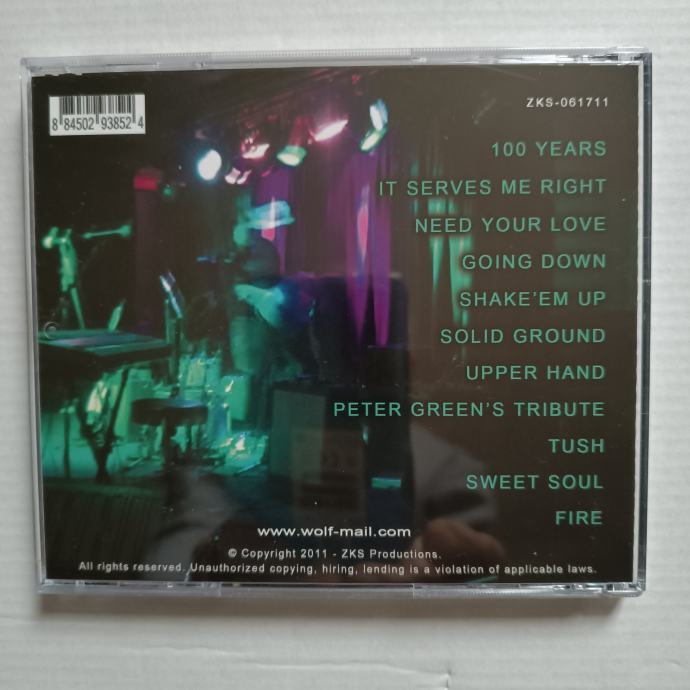 8 84502 93852 4
ZKS-061711
100 YEARS
IT SERVES ME RIGHT
NEED YOUR LOVE
GOING DOWN
SHAKE'EM UP
SOLID GROUND
UPPER HAND
PETER GREEN'S TRIBUTE
TUSH
SWEET SOUL
FIRE
www.wolf-mail.com
© Copyright 2011 - ZKS Productions.
All rights reserved. Unauthorized copying, hiring, lending is a violation of applicable laws.